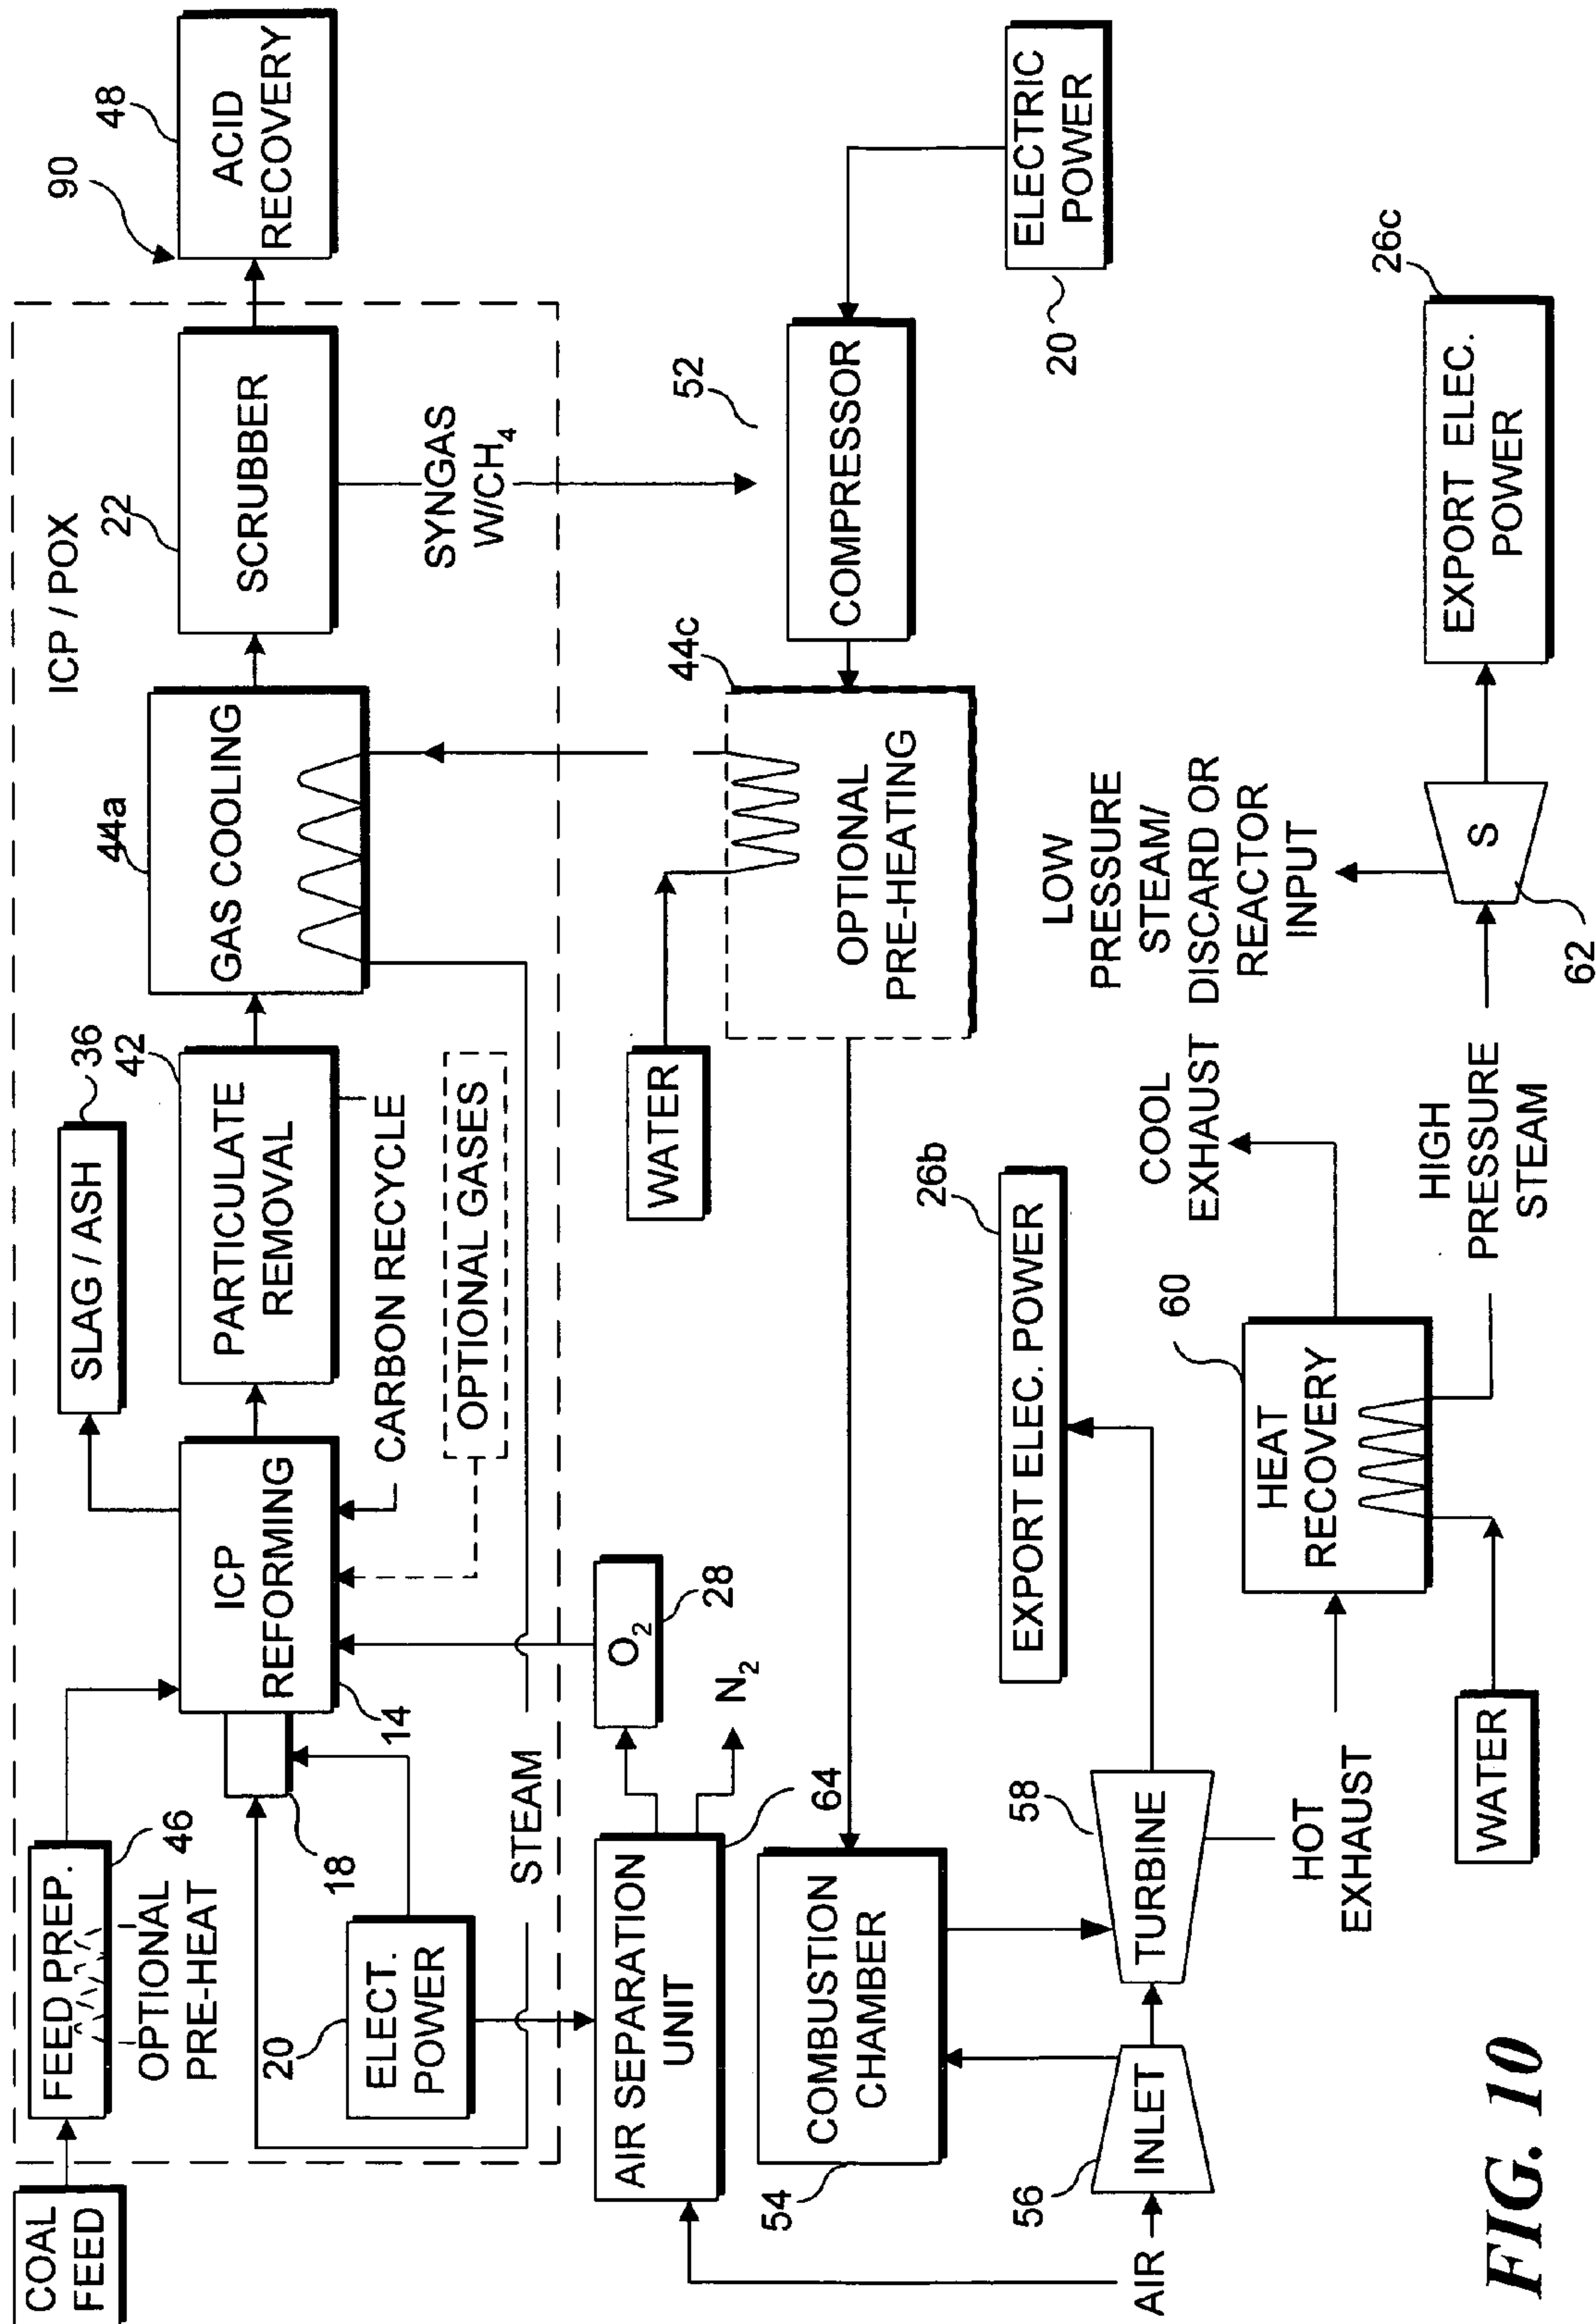 COAL
FEED
FEED PREP.
46
OPTIONAL
PRE-HEAT
SLAG / ASH
36
ICP / POX
90
48
ACID
RECOVERY
ICP
REFORMING
14
18
PARTICULATE
REMOVAL
42
GAS COOLING
44a
SCRUBBER
22
CARBON RECYCLE
OPTIONAL GASES
SYNGAS
W/CH4
20
ELECT.
POWER
STEAM
O2
28
N2
AIR SEPARATION
UNIT
64
WATER
52
COMPRESSOR
44c
OPTIONAL
PRE-HEATING
ELECTRIC
POWER
20
COMBUSTION
CHAMBER
54
AIR
56
INLET
58
TURBINE
26b
EXPORT ELEC. POWER
HOT
EXHAUST
60
HEAT
RECOVERY
WATER
COOL
EXHAUST
HIGH
PRESSURE
STEAM
LOW
PRESSURE
STEAM/
DISCARD OR
REACTOR
INPUT
S
62
26c
EXPORT ELEC.
POWER
FIG. 10